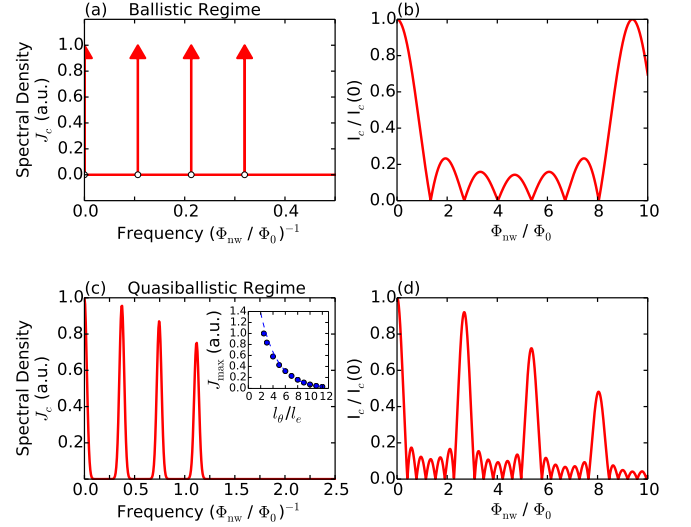 (a) Ballistic Regime
Spectral Density
J_c (a.u.)
1.0
0.8
0.6
0.4
0.2
0.0
0.0 0.2 0.4
Frequency (Φ_nw / Φ_0)^−1
(b)
I_c / I_c(0)
1.0
0.8
0.6
0.4
0.2
0 2 4 6 8 10
Φ_nw / Φ_0
(c) Quasiballistic Regime
Spectral Density
J_c (a.u.)
1.0
0.8
0.6
0.4
0.2
0.0 0.5 1.0 1.5 2.0 2.5
Frequency (Φ_nw / Φ_0)^−1
J_max (a.u.)
1.4
1.2
1.0
0.8
0.6
0.4
0.2
0.0
0 2 4 6 8 10 12
l_θ/l_e
(d)
I_c / I_c(0)
1.0
0.8
0.6
0.4
0.2
0 2 4 6 8 10
Φ_nw / Φ_0